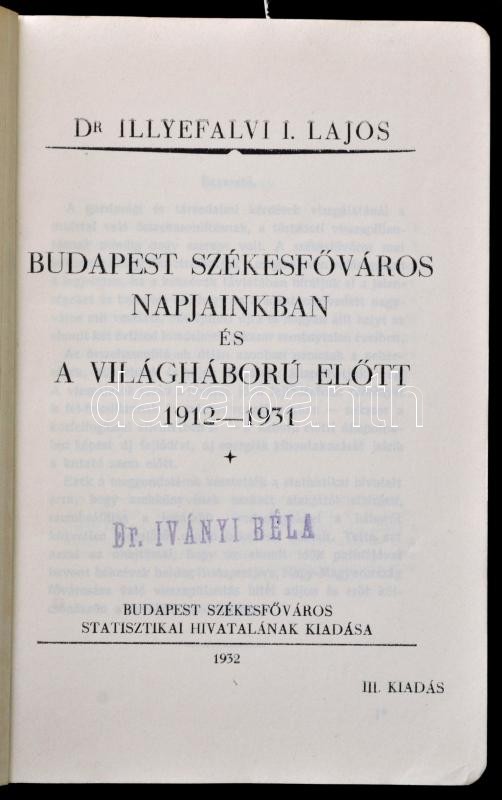 DR ILLYEFALVI I. LAJOS
BUDAPEST SZÉKESFŐVÁROS
NAPJAINKBAN
ÉS
A VILÁGHÁBORÚ ELŐTT
1912—1931
darabanth
Dr. IVÁNYI BÉLA
BUDAPEST SZÉKESFŐVÁROS
STATISZTIKAI HIVATALÁNAK KIADÁSA
1932
III. KIADÁS